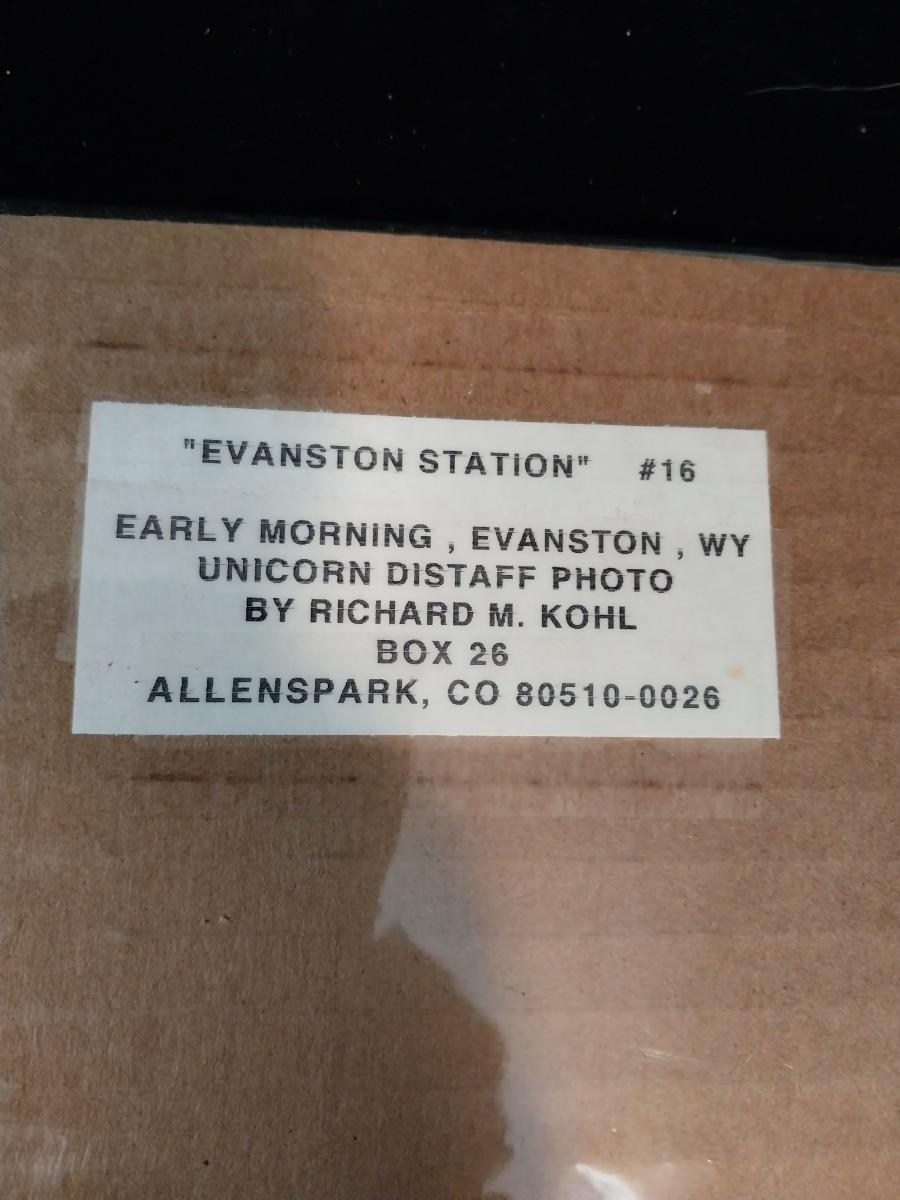 "EVANSTON STATION" #16
EARLY MORNING , EVANSTON , WY
UNICORN DISTAFF PHOTO
BY RICHARD M. KOHL
BOX 26
ALLENSPARK, CO 80510-0026